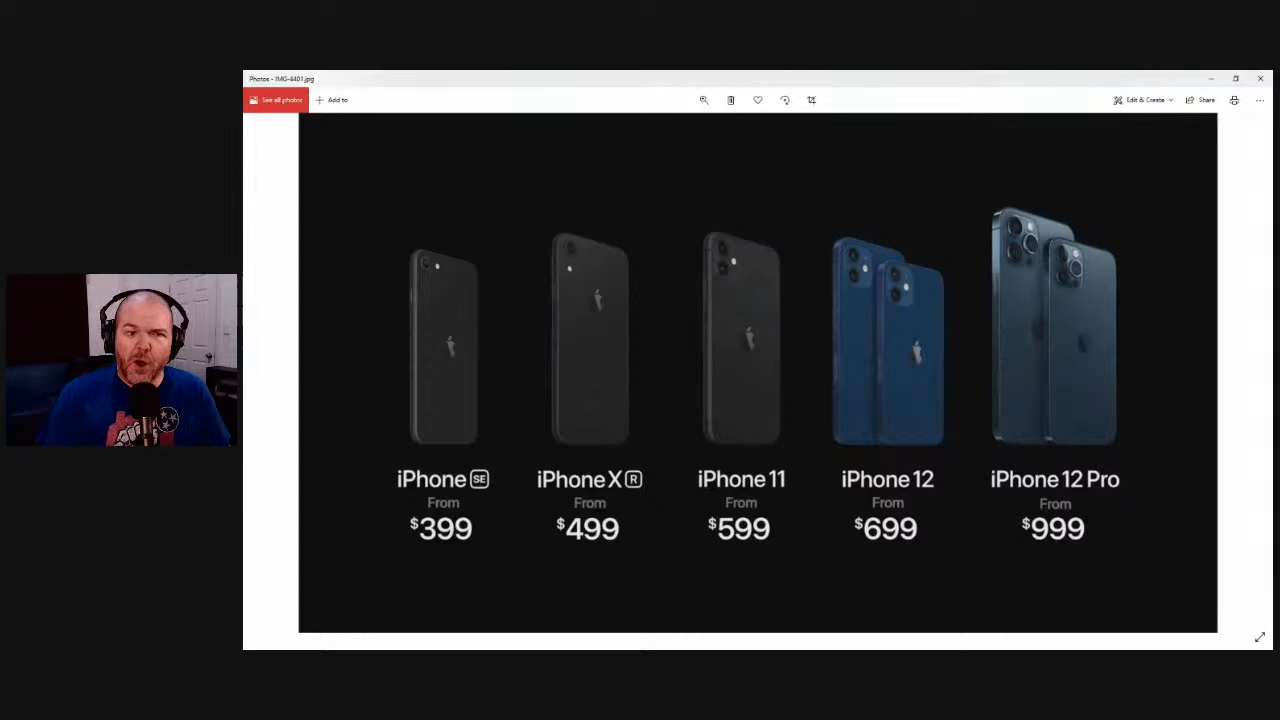 Photos - IMG-4401.jpg
See all photos
Add to
Edit & Create
Share
iPhone SE
From
$399
iPhone XR
From
$499
iPhone 11
From
$599
iPhone 12
From
$699
iPhone 12 Pro
From
$999